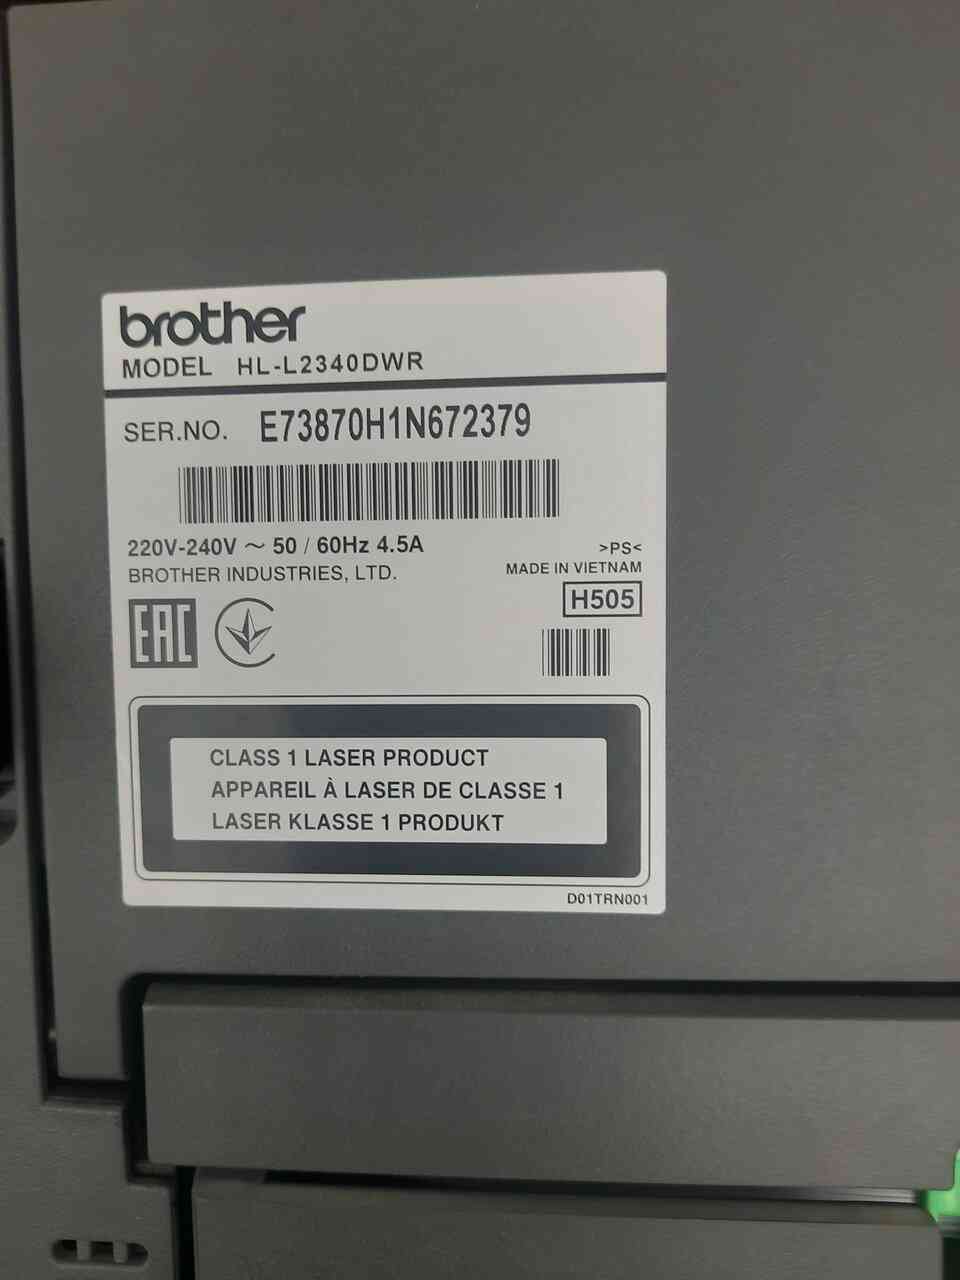 brother
MODEL HL-L2340DWR
SER.NO. E73870H1N672379
220V-240V ~ 50 / 60Hz 4.5A
BROTHER INDUSTRIES, LTD.
>PS<
MADE IN VIETNAM
H505
EAC
CLASS 1 LASER PRODUCT
APPAREIL À LASER DE CLASSE 1
LASER KLASSE 1 PRODUKT
D01TRN001